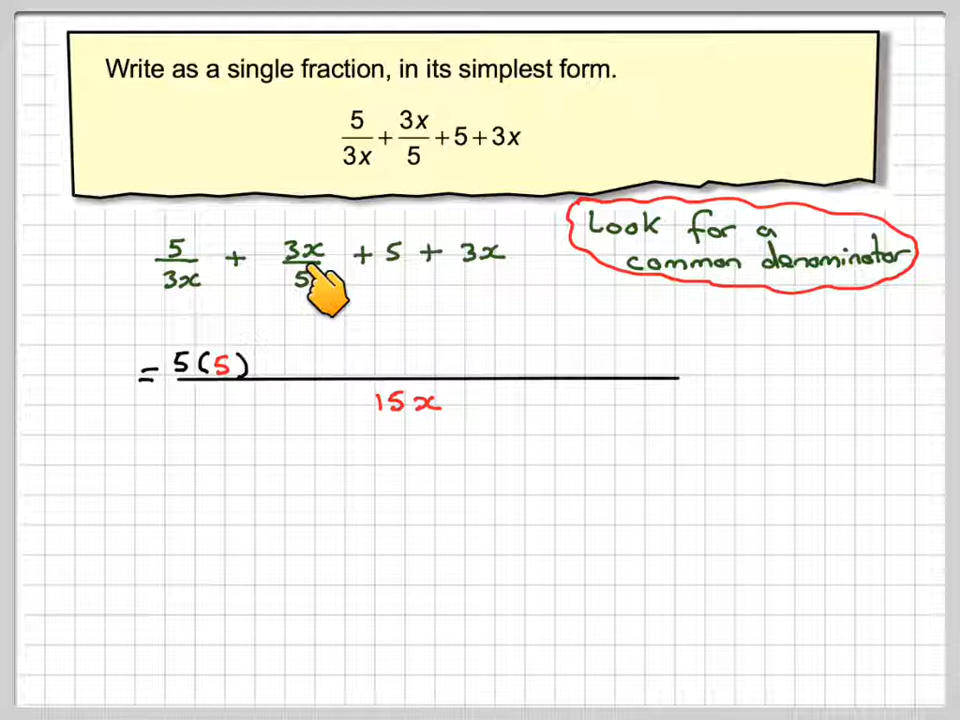 Write as a single fraction, in its simplest form.
5/3x + 3x/5 + 5 + 3x
Look for a
common denominator
5/3x + 3x/5 + 5 + 3x
= 5(5)
15x